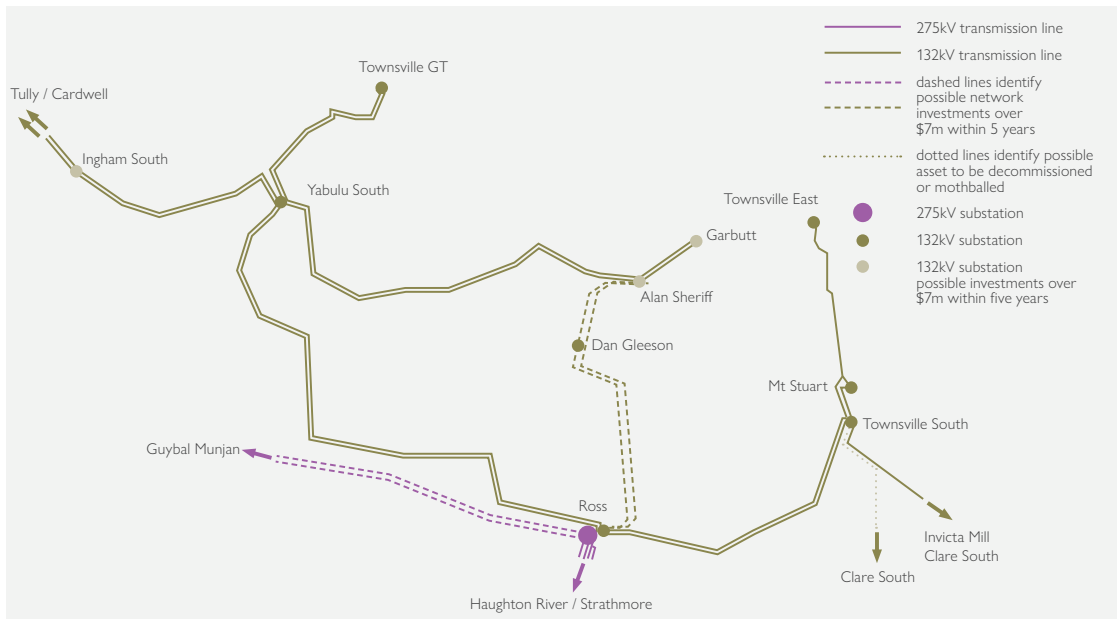 275kV transmission line
132kV transmission line
dashed lines identify
possible network
investments over
$7m within 5 years
dotted lines identify possible
asset to be decommissioned
or mothballed
275kV substation
132kV substation
132kV substation
possible investments over
$7m within five years
Townsville GT
Tully / Cardwell
Ingham South
Yabulu South
Townsville East
Garbutt
Alan Sheriff
Dan Gleeson
Mt Stuart
Townsville South
Guybal Munjan
Ross
Invicta Mill
Clare South
Clare South
Haughton River / Strathmore